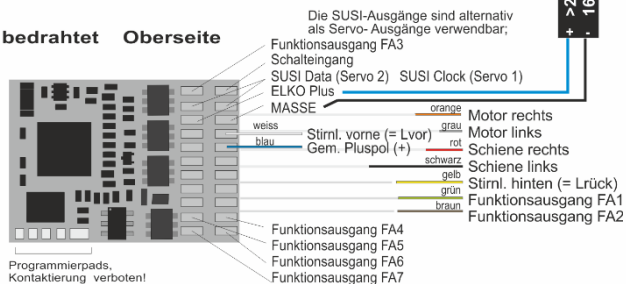 Die SUSI-Ausgänge sind alternativ
als Servo- Ausgänge verwendbar;
bedrahtet Oberseite
Funktionsausgang FA3
Schalteingang
SUSI Data (Servo 2) SUSI Clock (Servo 1)
ELKO Plus
MASSE
+ >2
- 16
orange
Motor rechts
weiss
grau
Stirnl. vorne (= Lvor)
Motor links
blau
rot
Gem. Pluspol (+)
Schiene rechts
schwarz
Schiene links
gelb
Stirnl. hinten (= Lrück)
grün
Funktionsausgang FA1
braun
Funktionsausgang FA2
Funktionsausgang FA4
Funktionsausgang FA5
Funktionsausgang FA6
Funktionsausgang FA7
Programmierpads,
Kontaktierung verboten!